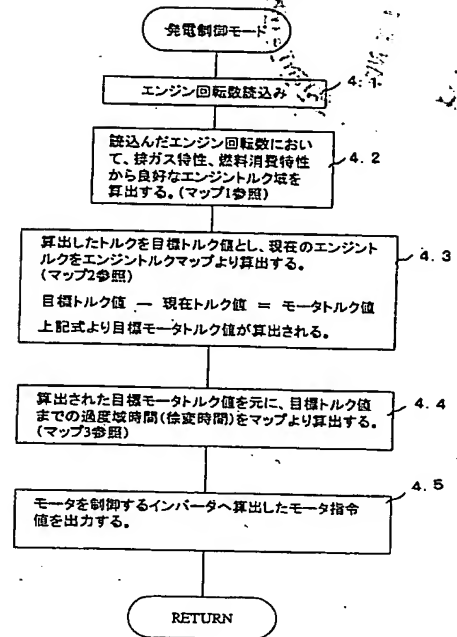 発電制御モード
エンジン回転数読込み
4.1
読込んだエンジン回転数におい
て、排ガス特性、燃料消費特性
から良好なエンジントルク域を
算出する。(マップ1参照)
4.2
算出したトルクを目標トルク値とし、現在のエンジント
ルクをエンジントルクマップより算出する。
(マップ2参照)
目標トルク値 − 現在トルク値 = モータトルク値
上記式より目標モータトルク値が算出される。
4.3
算出された目標モータトルク値を元に、目標トルク値
までの過度域時間(徐変時間)をマップより算出する。
(マップ3参照)
4.4
モータを制御するインバータへ算出したモータ指令
値を出力する。
4.5
RETURN